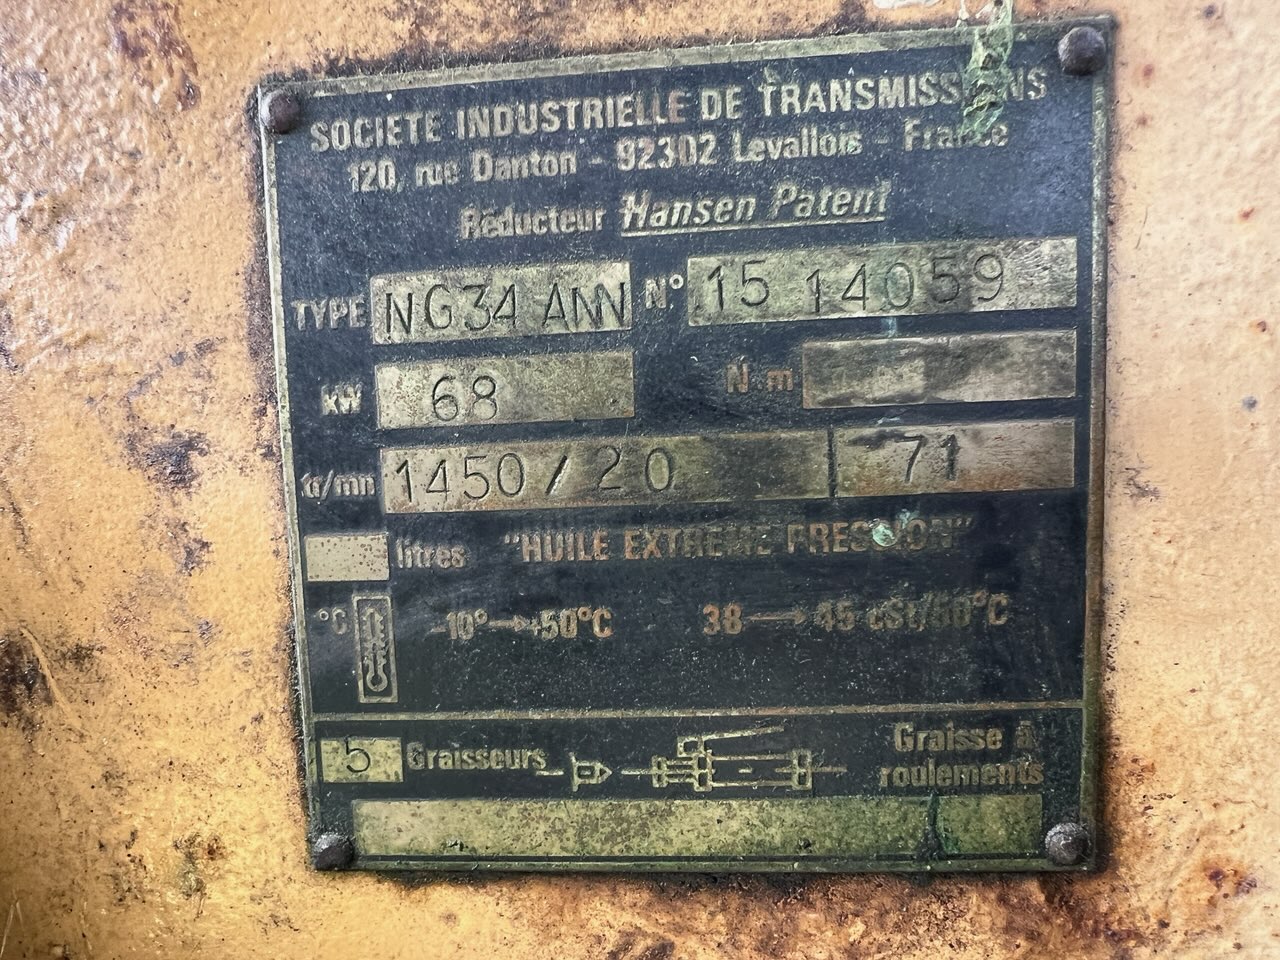 SOCIETE INDUSTRIELLE DE TRANSMISSIONS
120, rue Danton - 92302 Levallois - France
Réducteur Hansen Patent
TYPE NG34 ANN N° 15 14059
kW 68 N.m
tr/mn 1450/20 71
litres "HUILE EXTREME PRESSION"
°C -10°→+50°C 38→45 cSt/50°C
5 Graisseurs Graisse à
roulements